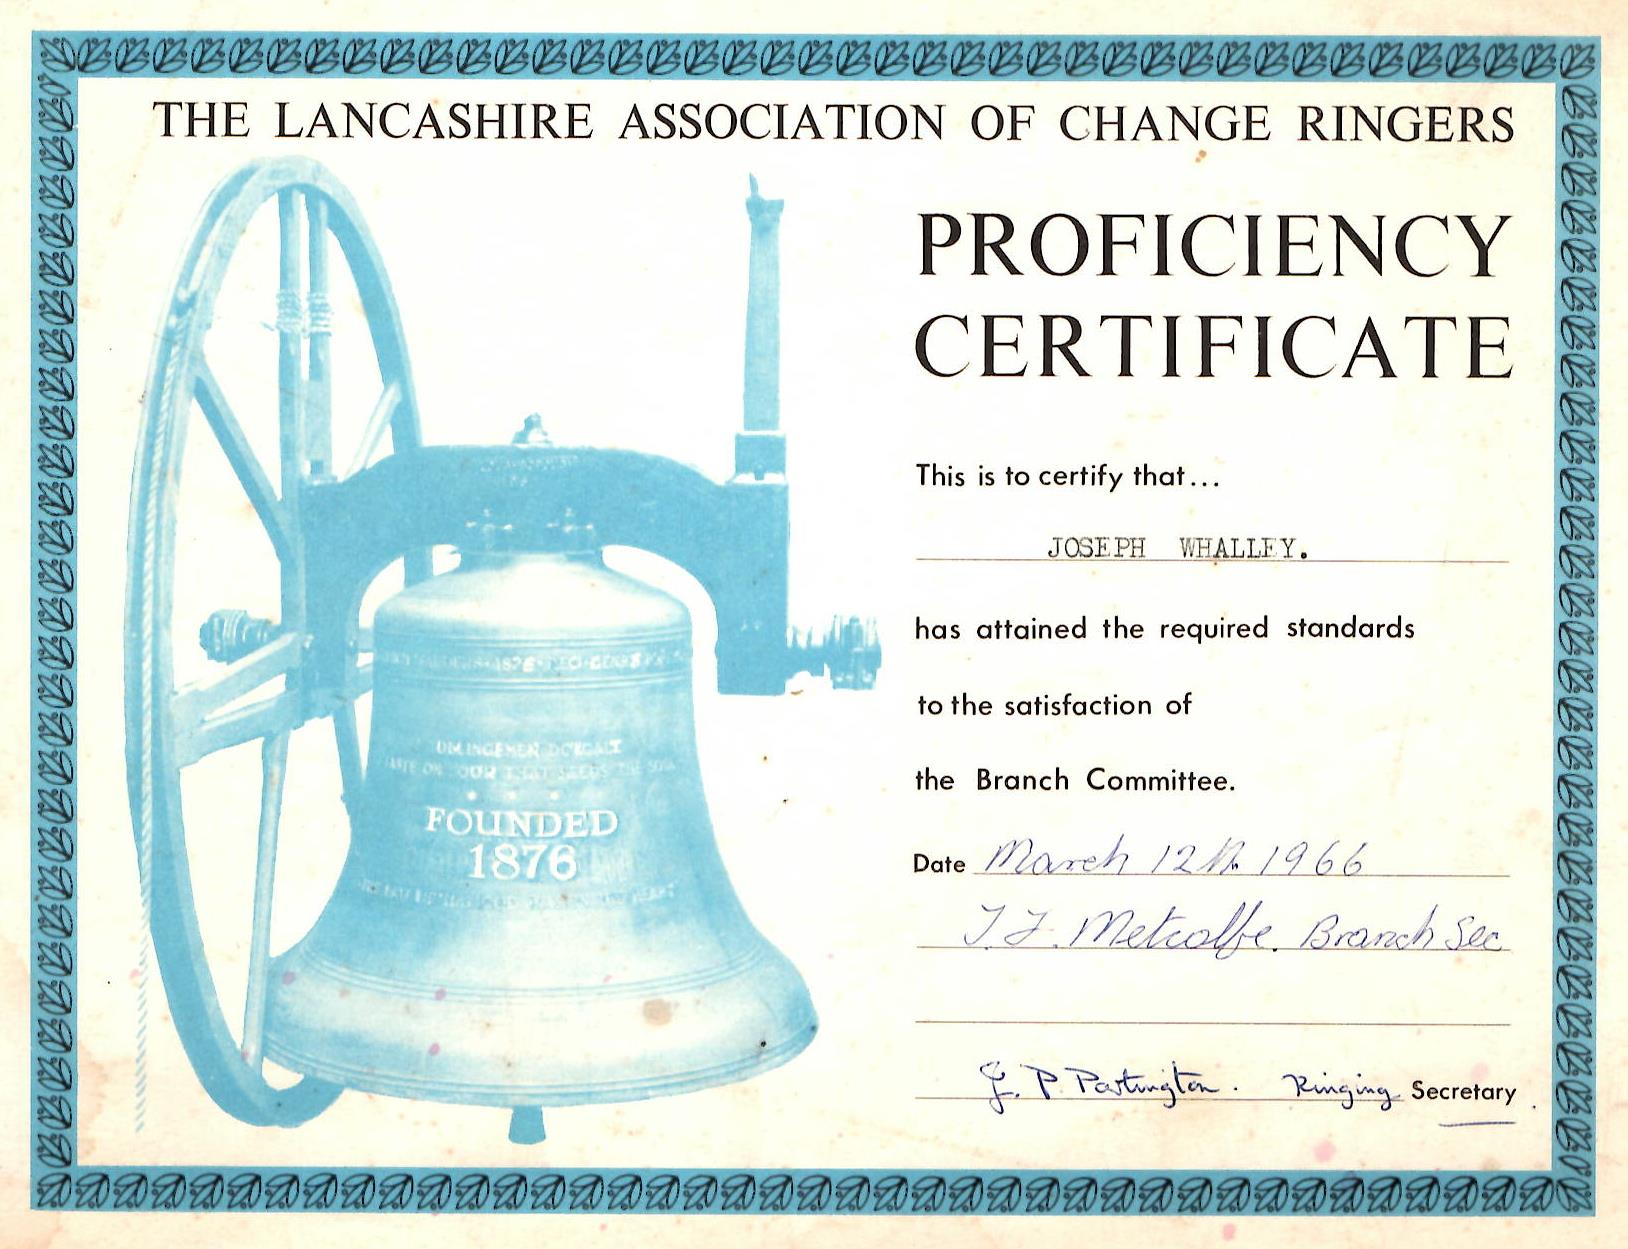 THE LANCASHIRE ASSOCIATION OF CHANGE RINGERS
PROFICIENCY
CERTIFICATE
This is to certify that...
JOSEPH WHALLEY.
has attained the required standards
to the satisfaction of
the Branch Committee.
Date March 12th 1966
Metcalfe. Branch Sec
J. P. Partington. Ringing Secretary
1876
FOUNDED
1876